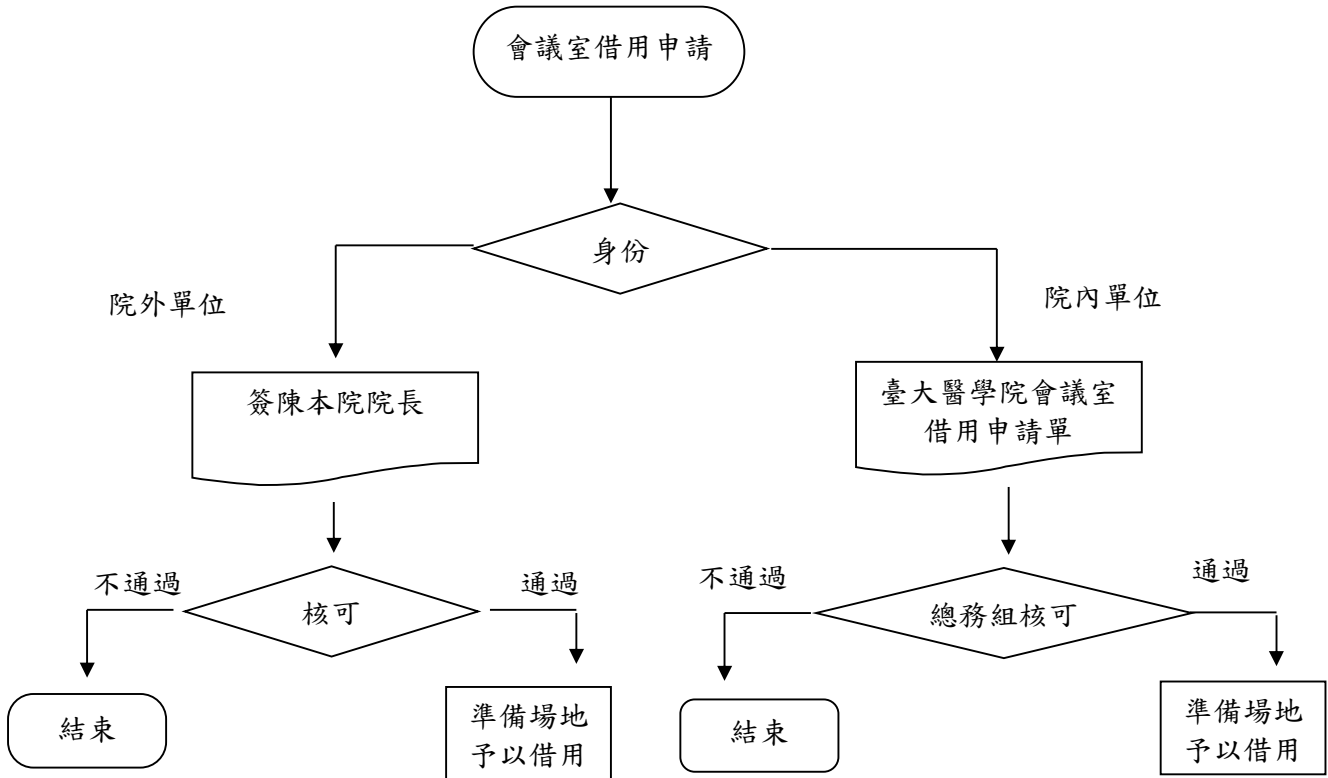 會議室借用申請
身份
院外單位
院內單位
簽陳本院院長
臺大醫學院會議室
借用申請單
不通過
通過
不通過
通過
核可
總務組核可
結束
準備場地
予以借用
結束
準備場地
予以借用